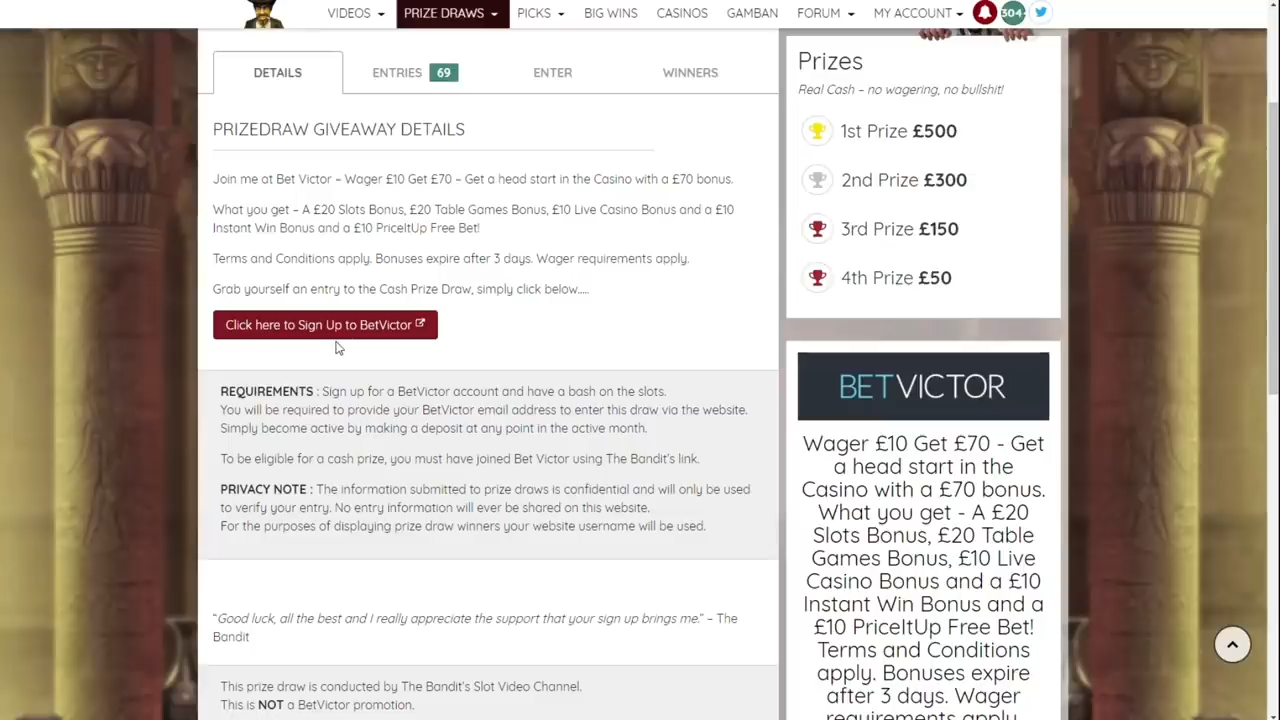 VIDEOS PRIZE DRAWS PICKS BIG WINS CASINOS GAMBAN FORUM MY ACCOUNT 304
DETAILS ENTRIES 69 ENTER WINNERS
PRIZEDRAW GIVEAWAY DETAILS
Join me at Bet Victor – Wager £10 Get £70 – Get a head start in the Casino with a £70 bonus.
What you get – A £20 Slots Bonus, £20 Table Games Bonus, £10 Live Casino Bonus and a £10
Instant Win Bonus and a £10 PriceItUp Free Bet!
Terms and Conditions apply. Bonuses expire after 3 days. Wager requirements apply.
Grab yourself an entry to the Cash Prize Draw, simply click below.....
Click here to Sign Up to BetVictor
REQUIREMENTS : Sign up for a BetVictor account and have a bash on the slots.
You will be required to provide your BetVictor email address to enter this draw via the website.
Simply become active by making a deposit at any point in the active month.
To be eligible for a cash prize, you must have joined Bet Victor using The Bandit's link.
PRIVACY NOTE : The information submitted to prize draws is confidential and will only be used
to verify your entry. No entry information will ever be shared on this website.
For the purposes of displaying prize draw winners your website username will be used.
“Good luck, all the best and I really appreciate the support that your sign up brings me.” – The
Bandit
This prize draw is conducted by The Bandit's Slot Video Channel.
This is NOT a BetVictor promotion.
Prizes
Real Cash – no wagering, no bullshit!
1st Prize £500
2nd Prize £300
3rd Prize £150
4th Prize £50
BETVICTOR
Wager £10 Get £70 - Get
a head start in the
Casino with a £70 bonus.
What you get - A £20
Slots Bonus, £20 Table
Games Bonus, £10 Live
Casino Bonus and a £10
Instant Win Bonus and a
£10 PriceItUp Free Bet!
Terms and Conditions
apply. Bonuses expire
after 3 days. Wager
requirements apply